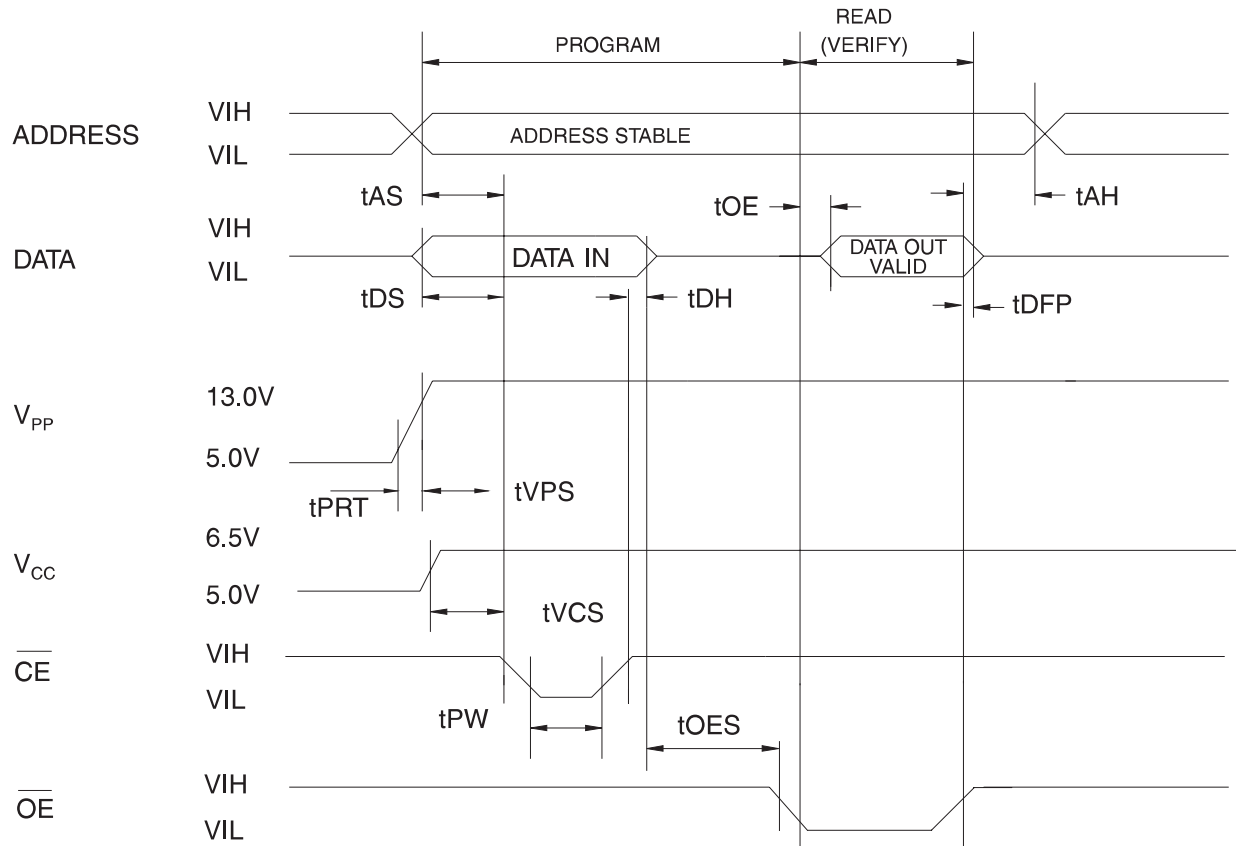 READ
PROGRAM (VERIFY)
ADDRESS VIH
VIL
ADDRESS STABLE
tAS tOE tAH
DATA VIH
VIL
DATA IN
DATA OUT
VALID
tDS tDH tDFP
VPP 13.0V
5.0V
tPRT tVPS
VCC 6.5V
5.0V
tVCS
CE VIH
VIL
tPW tOES
OE VIH
VIL